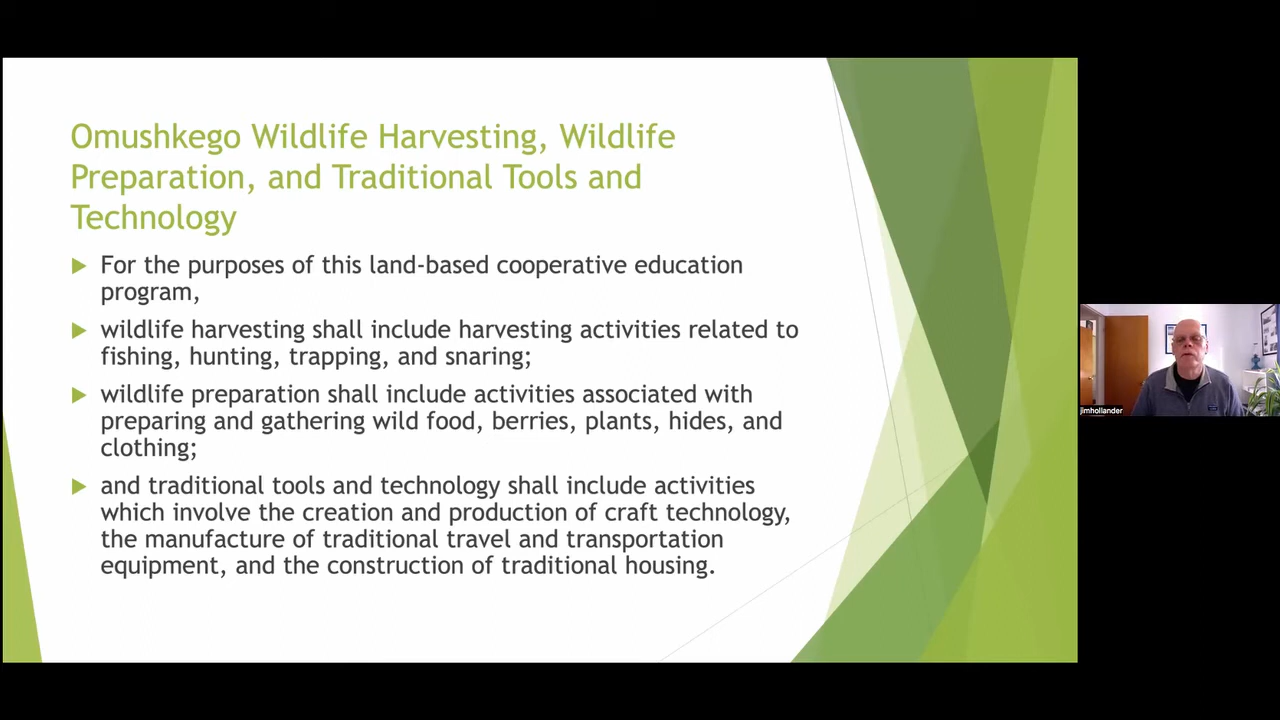 Omushkego Wildlife Harvesting, Wildlife
Preparation, and Traditional Tools and
Technology
For the purposes of this land-based cooperative education
program,
wildlife harvesting shall include harvesting activities related to
fishing, hunting, trapping, and snaring;
wildlife preparation shall include activities associated with
preparing and gathering wild food, berries, plants, hides, and
clothing;
and traditional tools and technology shall include activities
which involve the creation and production of craft technology,
the manufacture of traditional travel and transportation
equipment, and the construction of traditional housing.
jimhollander